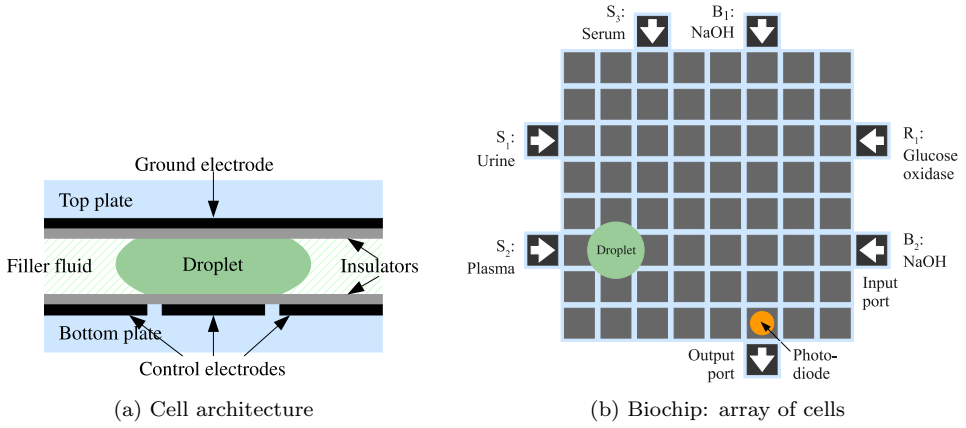 Ground electrode
Top plate
Filler fluid
Droplet
Insulators
Bottom plate
Control electrodes
(a) Cell architecture
S3:
Serum
B1:
NaOH
S1:
Urine
R1:
Glucose
oxidase
S2:
Plasma
Droplet
B2:
NaOH
Input
port
Output
port
Photo-
diode
(b) Biochip: array of cells